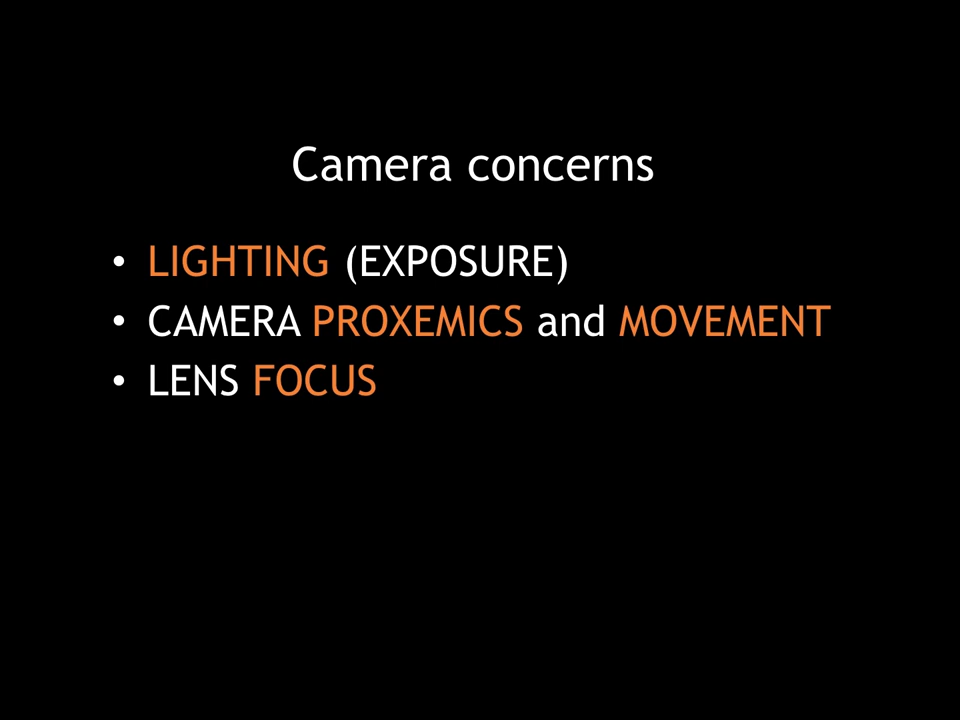 Camera concerns
• LIGHTING (EXPOSURE)
• CAMERA PROXEMICS and MOVEMENT
• LENS FOCUS